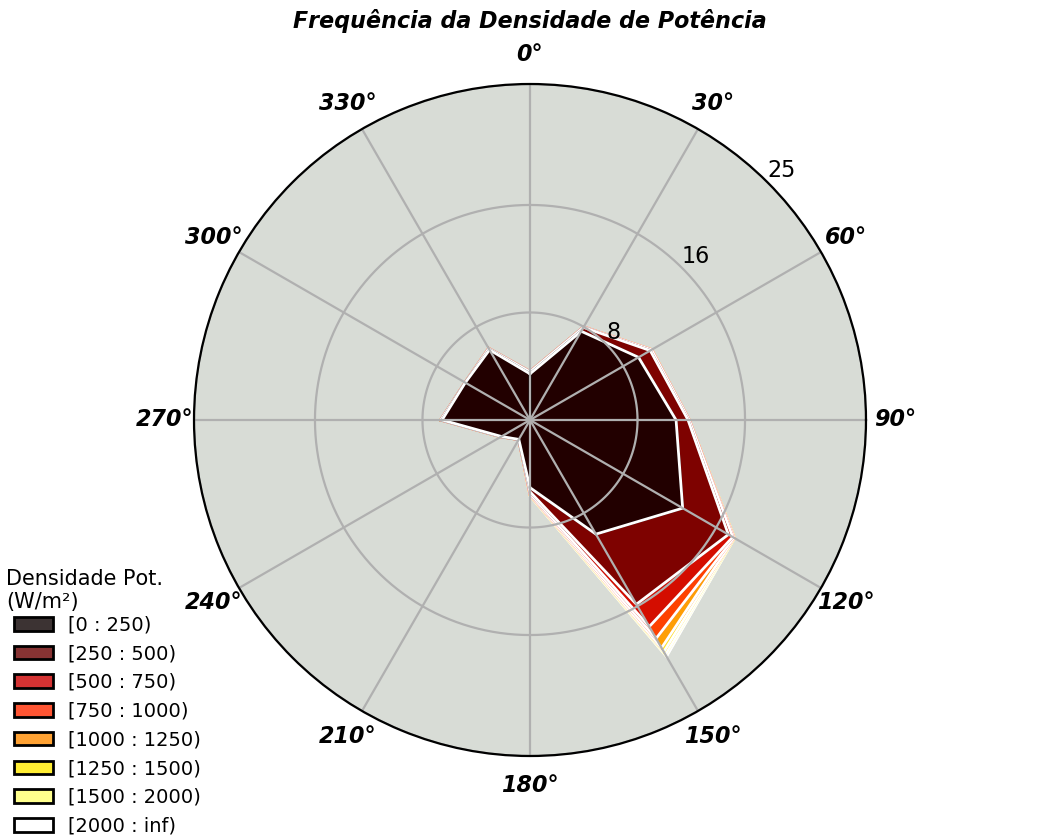 Frequência da Densidade de Potência
0°
330°
30°
25
300°
60°
16
8
270°
90°
240°
120°
210°
150°
180°
Densidade Pot.
(W/m²)
[0 : 250)
[250 : 500)
[500 : 750)
[750 : 1000)
[1000 : 1250)
[1250 : 1500)
[1500 : 2000)
[2000 : inf)